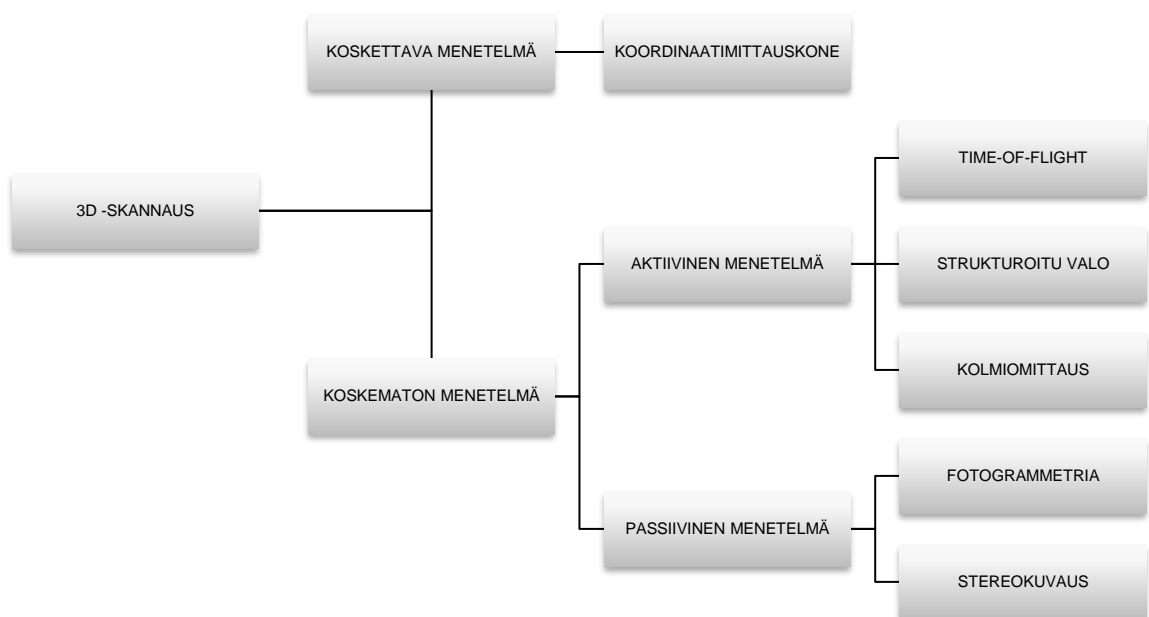 KOSKETTAVA MENETELMÄ
KOORDINAATIMITTAUSKONE
TIME-OF-FLIGHT
3D -SKANNAUS
AKTIIVINEN MENETELMÄ
STRUKTUROITU VALO
KOLMIOMITTAUS
KOSKEMATON MENETELMÄ
FOTOGRAMMETRIA
PASSIIVINEN MENETELMÄ
STEREOKUVAUS